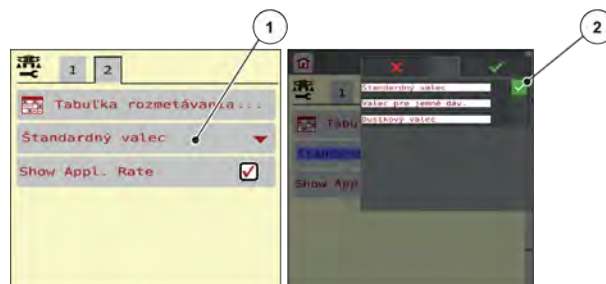 1
2
1 2
Tabuľka rozmetávania...
Štandardný valec
Show Appl. Rate
Štandardný valec
Valec pre jemné dáv.
valec
1
Tabu
Show App